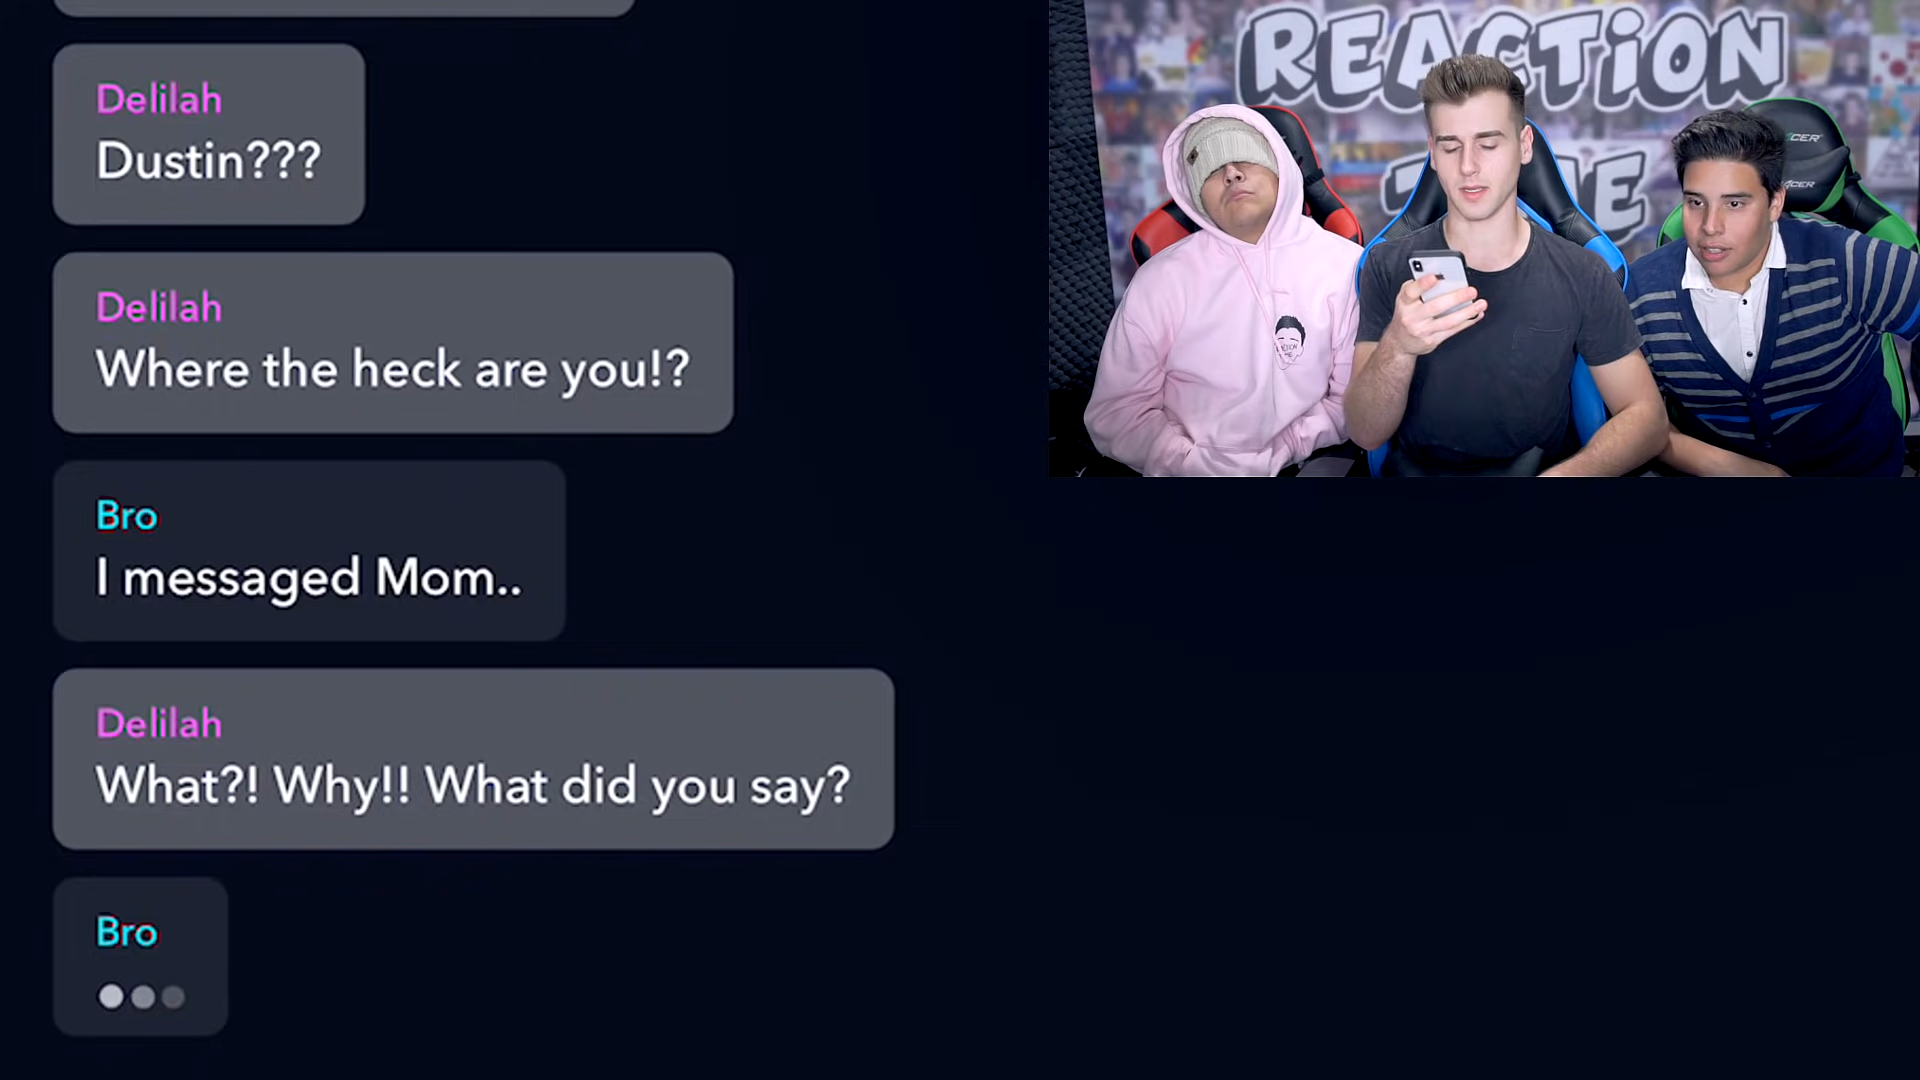 Delilah
Dustin???
Delilah
Where the heck are you!?
Bro
I messaged Mom..
Delilah
What?! Why!! What did you say?
Bro
REACTiON